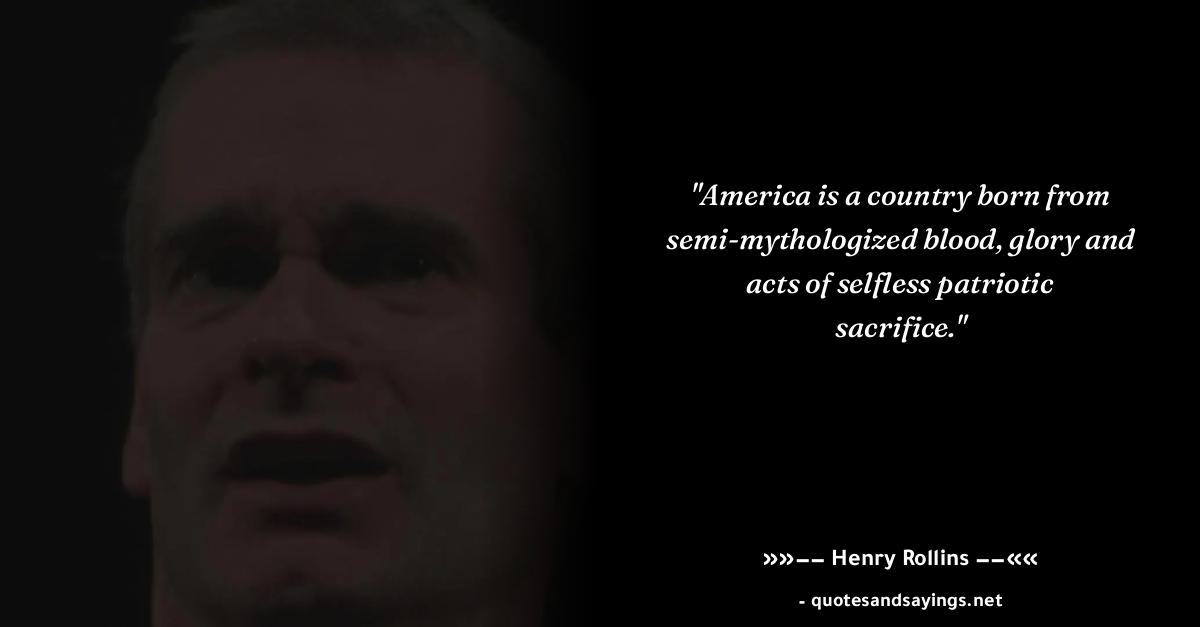 "America is a country born from
semi-mythologized blood, glory and
acts of selfless patriotic
sacrifice."
»»−− Henry Rollins −−««
- quotesandsayings.net